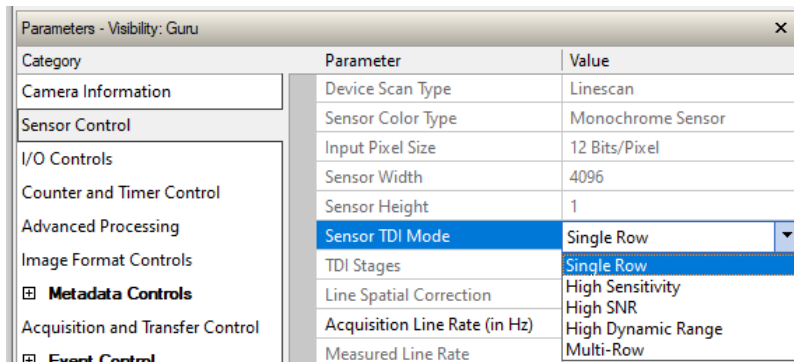 Parameters - Visibility: Guru
Category Parameter Value
Camera Information Device Scan Type Linescan
Sensor Control Sensor Color Type Monochrome Sensor
I/O Controls Input Pixel Size 12 Bits/Pixel
Counter and Timer Control Sensor Width 4096
Advanced Processing Sensor Height 1
Image Format Controls Sensor TDI Mode Single Row
Metadata Controls TDI Stages Single Row
Line Spatial Correction High Sensitivity
High SNR
Acquisition and Transfer Control Acquisition Line Rate (in Hz) High Dynamic Range
Event Control Measured Line Rate Multi-Row